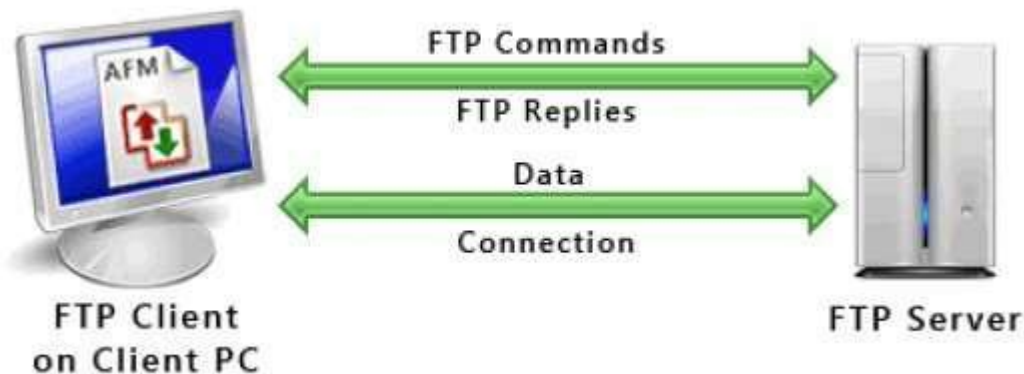 AFM
FTP Commands
FTP Replies
Data
Connection
FTP Client
on Client PC
FTP Server